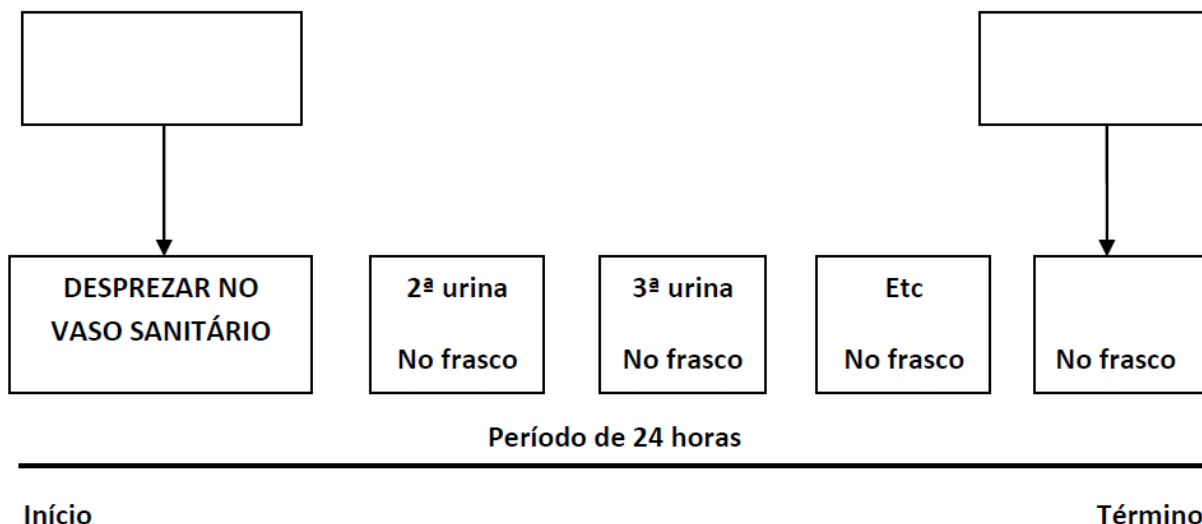 DESPREZAR NO
VASO SANITÁRIO
2ª urina
No frasco
3ª urina
No frasco
Etc
No frasco
No frasco
Período de 24 horas
Início
Término